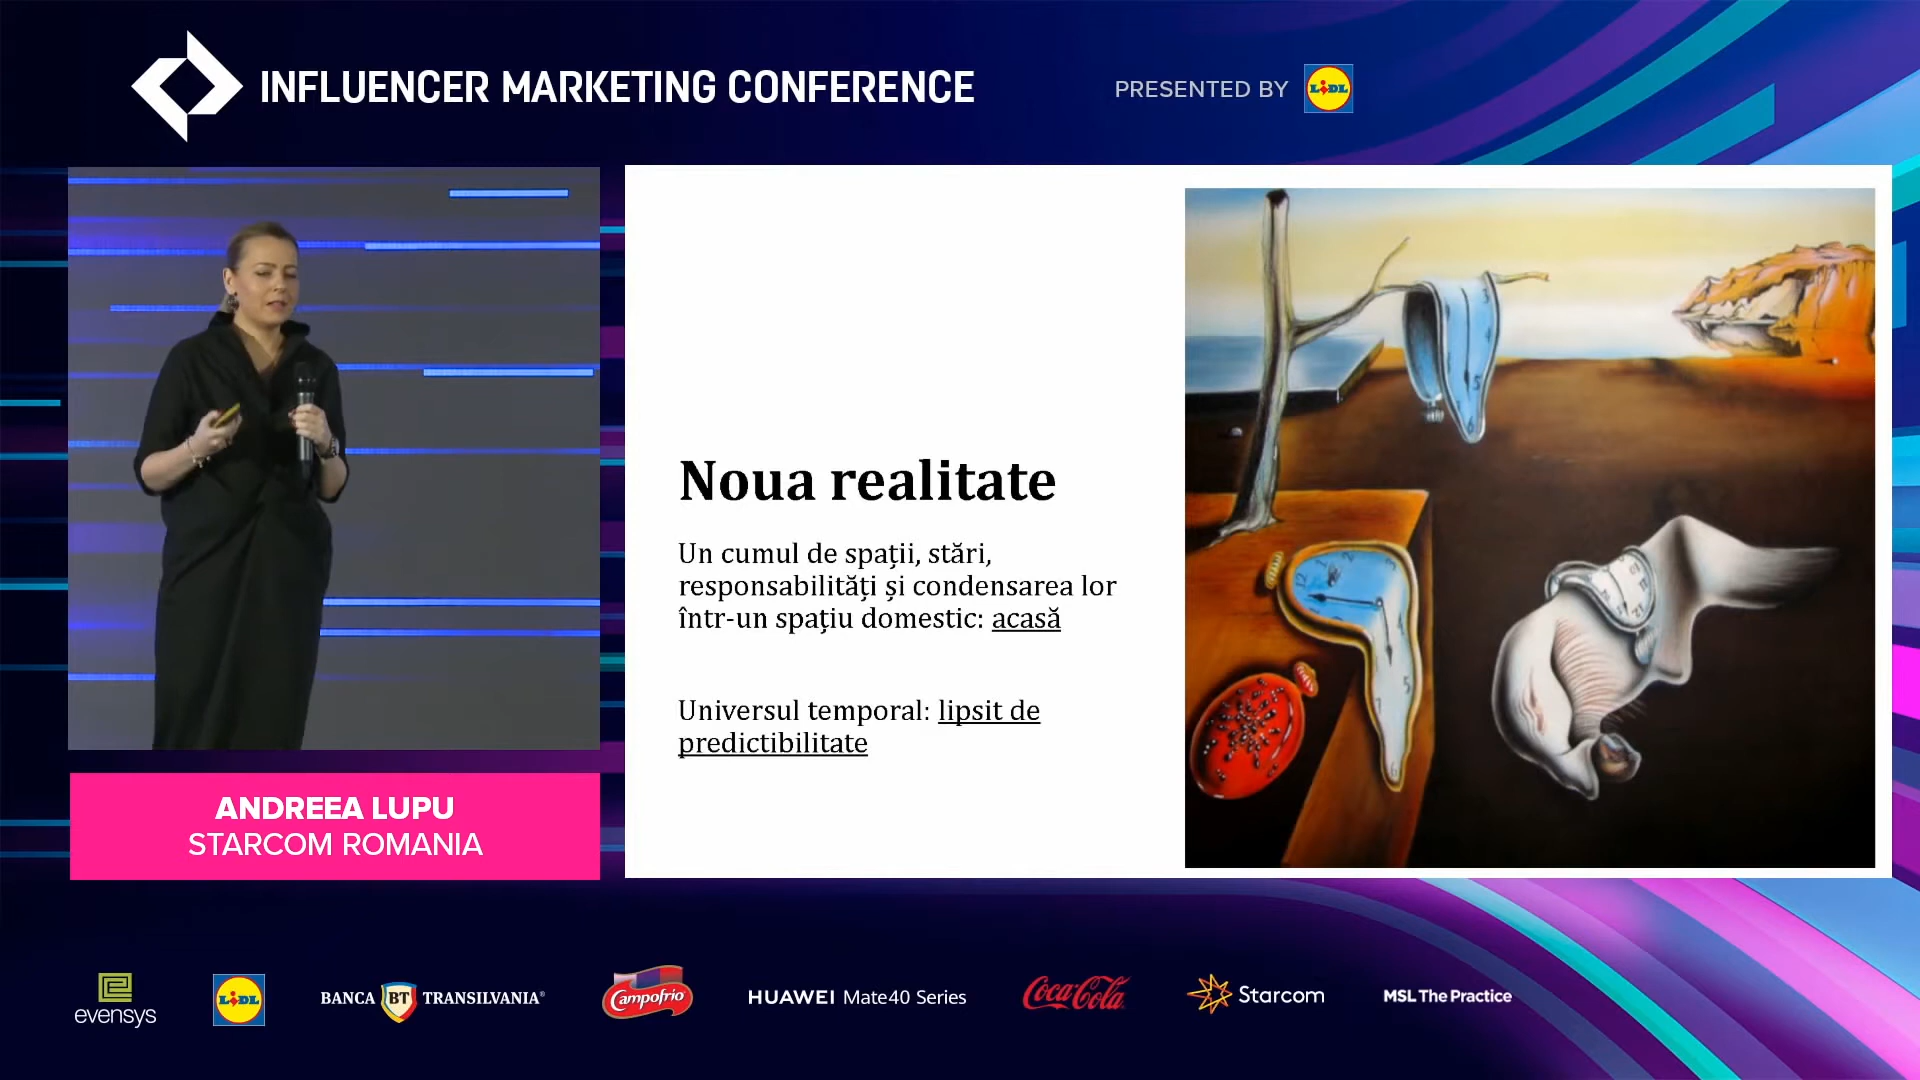 INFLUENCER MARKETING CONFERENCE
PRESENTED BY
LIDL
Noua realitate
Un cumul de spații, stări,
responsabilități și condensarea lor
într-un spațiu domestic: acasă
Universul temporal: lipsit de
predictibilitate
ANDREEA LUPU
STARCOM ROMANIA
evensys
LIDL
BANCA BT TRANSILVANIA®
Campofrio
HUAWEI Mate40 Series
Coca-Cola
Starcom
MSL The Practice